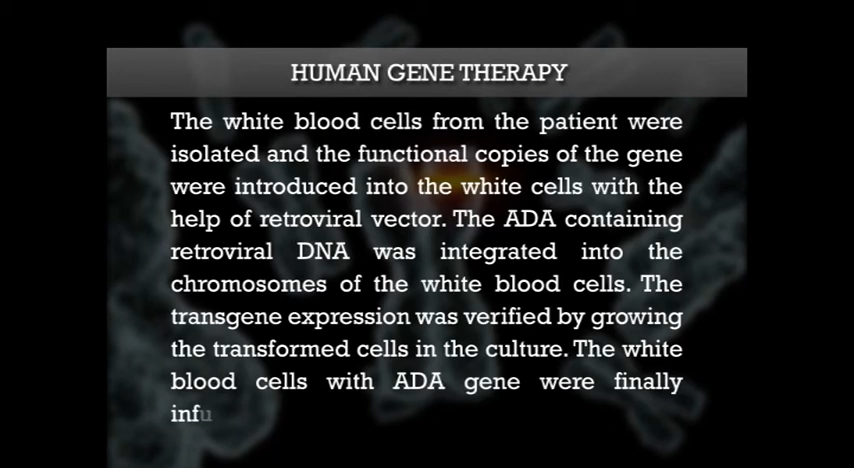 HUMAN GENE THERAPY
The white blood cells from the patient were
isolated and the functional copies of the gene
were introduced into the white cells with the
help of retroviral vector. The ADA containing
retroviral DNA was integrated into the
chromosomes of the white blood cells. The
transgene expression was verified by growing
the transformed cells in the culture. The white
blood cells with ADA gene were finally
infu